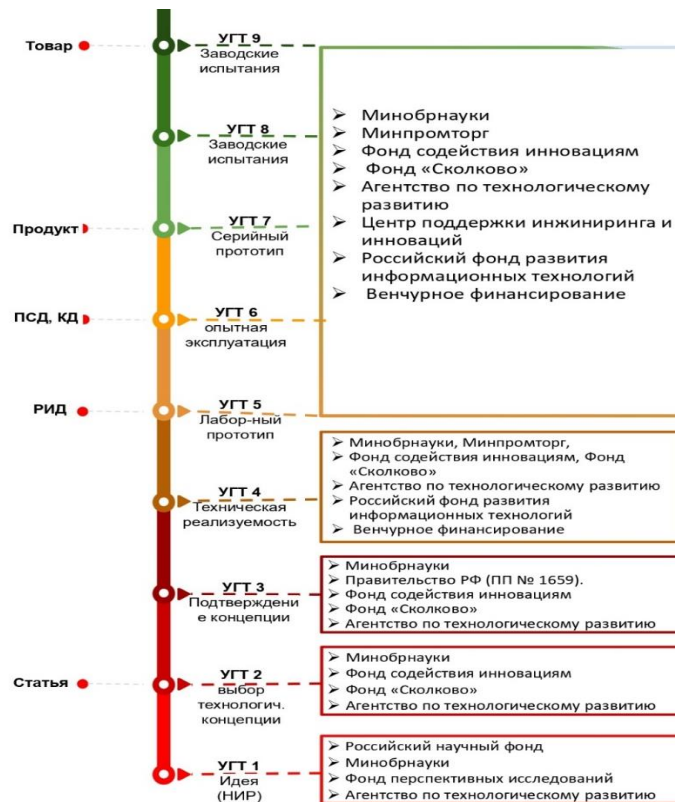 Товар
УГТ 9
Заводские
испытания
УГТ 8
Заводские
испытания
Продукт
УГТ 7
Серийный
прототип
ПСД, КД
УГТ 6
опытная
эксплуатация
РИД
УГТ 5
Лабор-ный
прототип
➢ Минобрнауки
➢ Минпромторг
➢ Фонд содействия инновациям
➢ Фонд «Сколково»
➢ Агентство по технологическому
развитию
➢ Центр поддержки инжиниринга и
инноваций
➢ Российский фонд развития
информационных технологий
➢ Венчурное финансирование
УГТ 4
Техническая
реализуемость
➢ Минобрнауки, Минпромторг,
➢ Фонд содействия инновациям, Фонд
«Сколково»
➢ Агентство по технологическому развитию
➢ Российский фонд развития
информационных технологий
➢ Венчурное финансирование
УГТ 3
Подтверждени
е концепции
➢ Минобрнауки
➢ Правительство РФ (ПП № 1659).
➢ Фонд содействия инновациям
➢ Фонд «Сколково»
➢ Агентство по технологическому развитию
Статья
УГТ 2
выбор
технологич.
концепции
➢ Минобрнауки
➢ Фонд содействия инновациям
➢ Фонд «Сколково»
➢ Агентство по технологическому развитию
УГТ 1
Идея
(НИР)
➢ Российский научный фонд
➢ Минобрнауки
➢ Фонд перспективных исследований
➢ Агентство по технологическому развитию